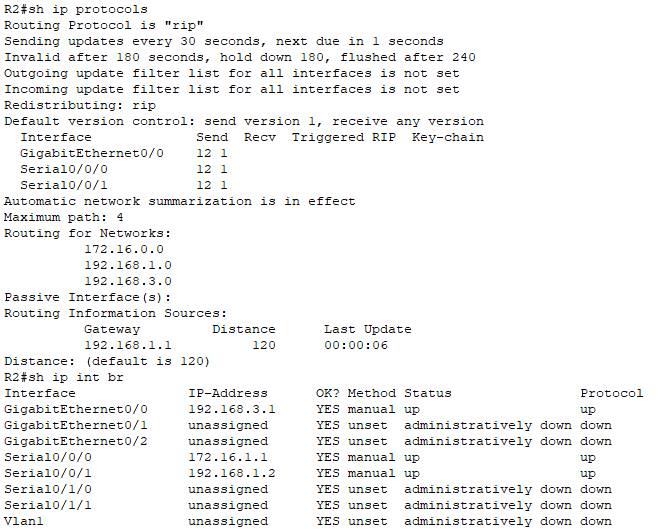 R2#sh ip protocols
Routing Protocol is "rip"
Sending updates every 30 seconds, next due in 1 seconds
Invalid after 180 seconds, hold down 180, flushed after 240
Outgoing update filter list for all interfaces is not set
Incoming update filter list for all interfaces is not set
Redistributing: rip
Default version control: send version 1, receive any version
  Interface             Send  Recv  Triggered RIP  Key-chain
  GigabitEthernet0/0    12 1
  Serial0/0/0           12 1
  Serial0/0/1           12 1
Automatic network summarization is in effect
Maximum path: 4
Routing for Networks:
          172.16.0.0
          192.168.1.0
          192.168.3.0
Passive Interface(s):
Routing Information Sources:
          Gateway         Distance      Last Update
          192.168.1.1          120      00:00:06
Distance: (default is 120)
R2#sh ip int br
Interface              IP-Address      OK? Method Status                Protocol
GigabitEthernet0/0     192.168.3.1     YES manual up                    up
GigabitEthernet0/1     unassigned      YES unset  administratively down down
GigabitEthernet0/2     unassigned      YES unset  administratively down down
Serial0/0/0            172.16.1.1      YES manual up                    up
Serial0/0/1            192.168.1.2     YES manual up                    up
Serial0/1/0            unassigned      YES unset  administratively down down
Serial0/1/1            unassigned      YES unset  administratively down down
Vlan1                  unassigned      YES unset  administratively down down